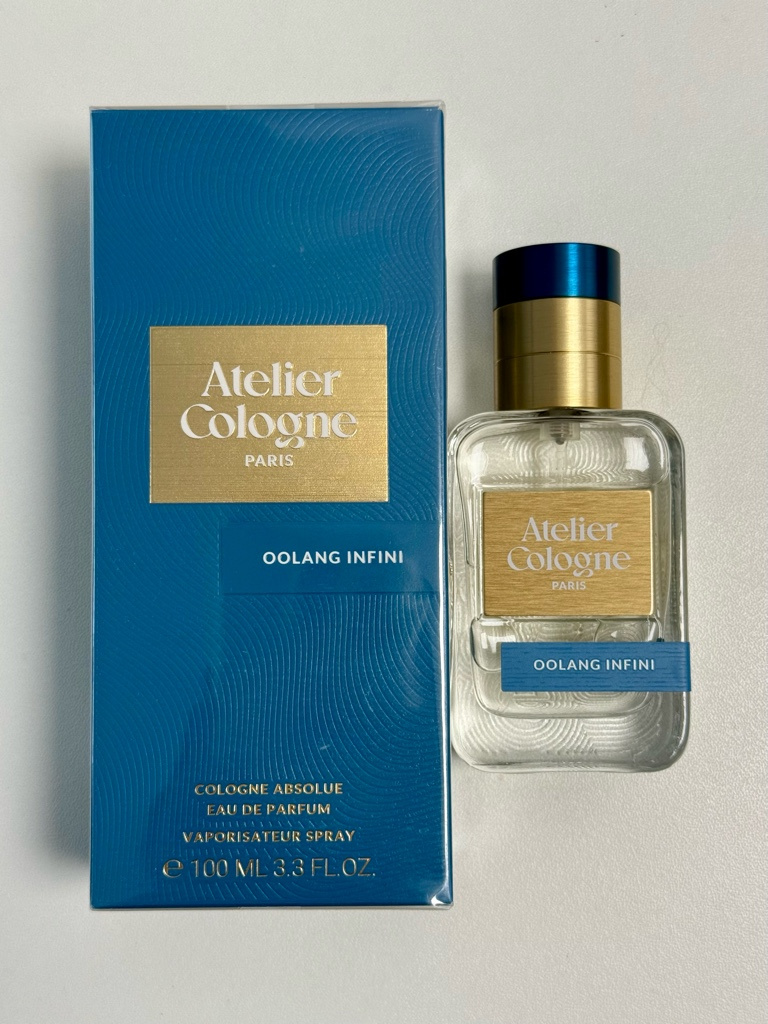 Atelier
Cologne
PARIS
OOLANG INFINI
COLOGNE ABSOLUE
EAU DE PARFUM
VAPORISATEUR SPRAY
℮ 100 ML 3.3 FL.OZ.
Atelier
Cologne
PARIS
OOLANG INFINI